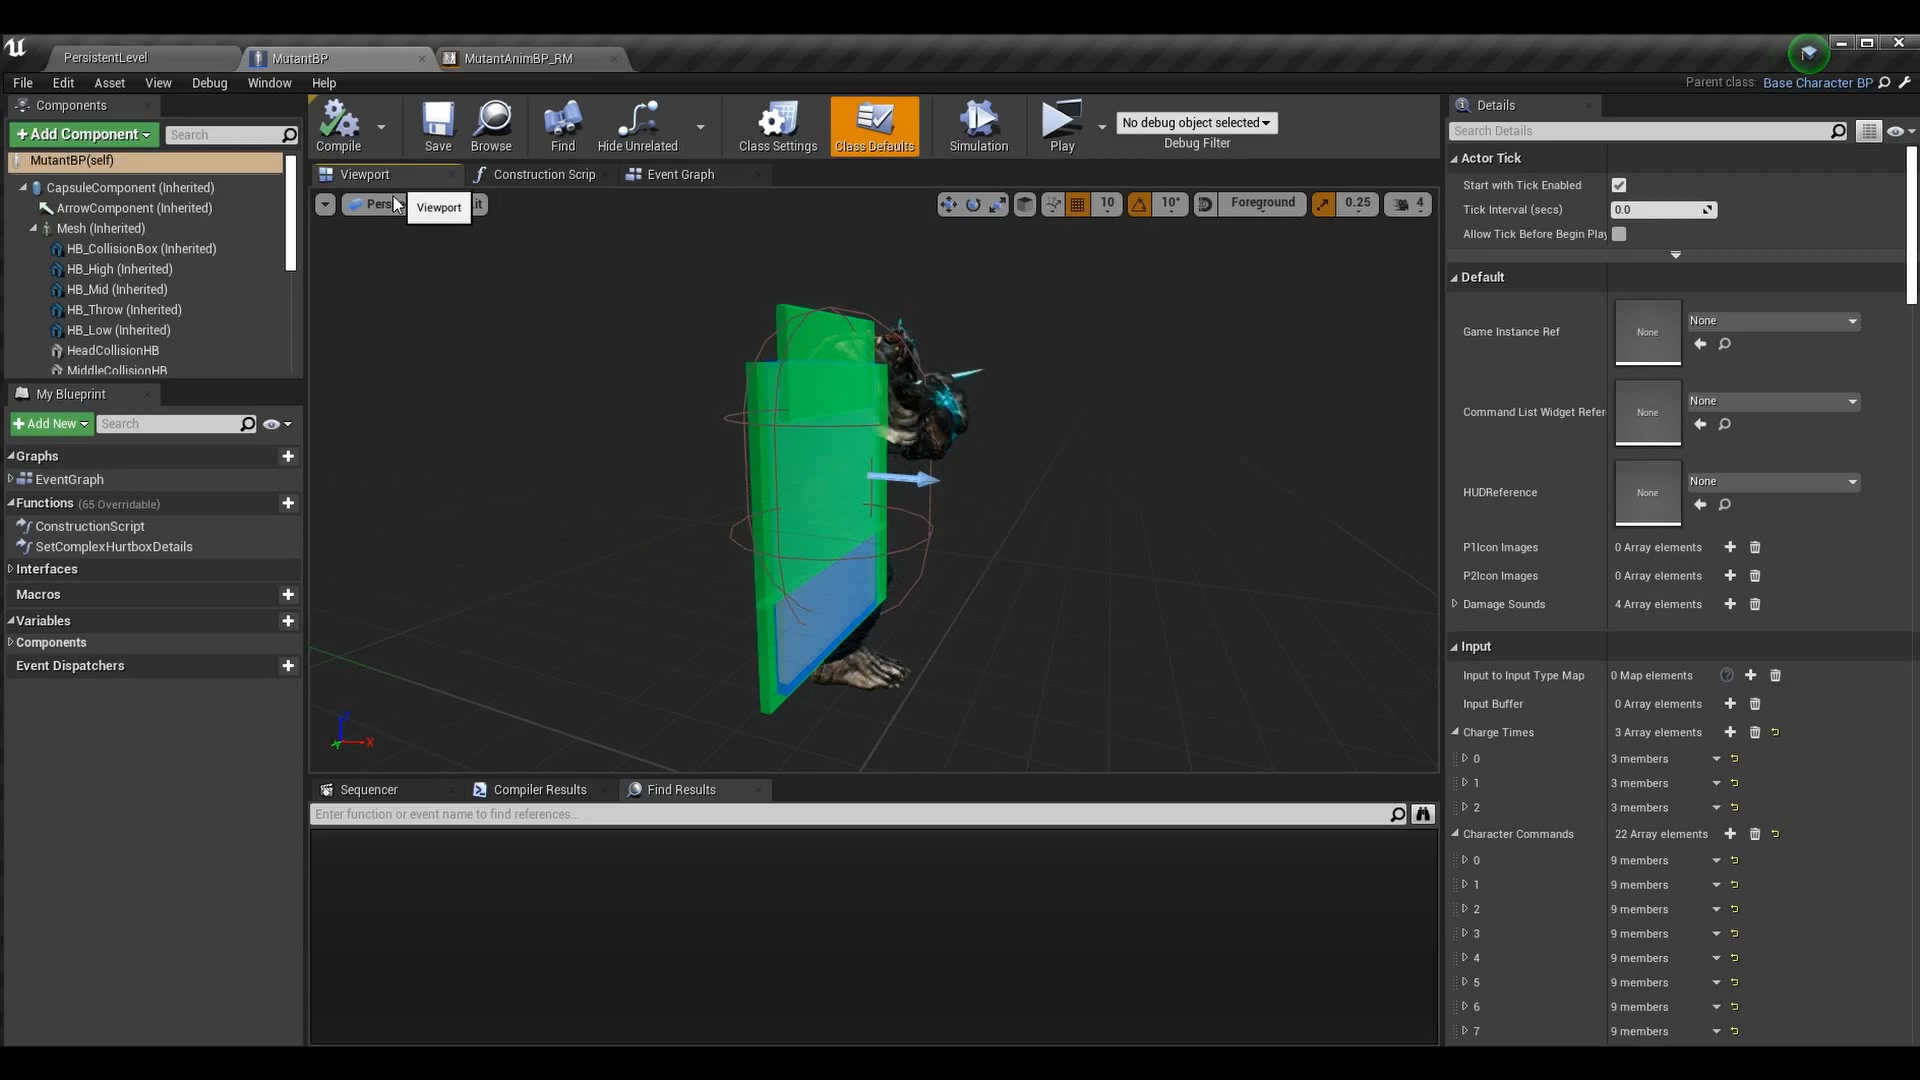 PersistentLevel
MutantBP
MutantAnimBP_RM
File Edit Asset View Debug Window Help
Parent class: Base Character BP
Components
+Add Component
Search
MutantBP(self)
CapsuleComponent (Inherited)
ArrowComponent (Inherited)
Mesh (Inherited)
HB_CollisionBox (Inherited)
HB_High (Inherited)
HB_Mid (Inherited)
HB_Throw (Inherited)
HB_Low (Inherited)
HeadCollisionHB
MiddleCollisionHB
My Blueprint
+Add New
Search
Graphs
EventGraph
Functions (65 Overridable)
ConstructionScript
SetComplexHurtboxDetails
Interfaces
Macros
Variables
Components
Event Dispatchers
Compile
Save
Browse
Find
Hide Unrelated
Class Settings
Class Defaults
Simulation
Play
No debug object selected
Debug Filter
Viewport
Construction Scrip
Event Graph
Pers
it
Viewport
10
10°
Foreground
0.25
4
Z
Y
X
Sequencer
Compiler Results
Find Results
Enter function or event name to find references...
Details
Search Details
Actor Tick
Start with Tick Enabled
Tick Interval (secs) 0.0
Allow Tick Before Begin Play
Default
Game Instance Ref None None
Command List Widget Refer None None
HUDReference None None
P1Icon Images 0 Array elements
P2Icon Images 0 Array elements
Damage Sounds 4 Array elements
Input
Input to Input Type Map 0 Map elements
Input Buffer 0 Array elements
Charge Times 3 Array elements
0 3 members
1 3 members
2 3 members
Character Commands 22 Array elements
0 9 members
1 9 members
2 9 members
3 9 members
4 9 members
5 9 members
6 9 members
7 9 members